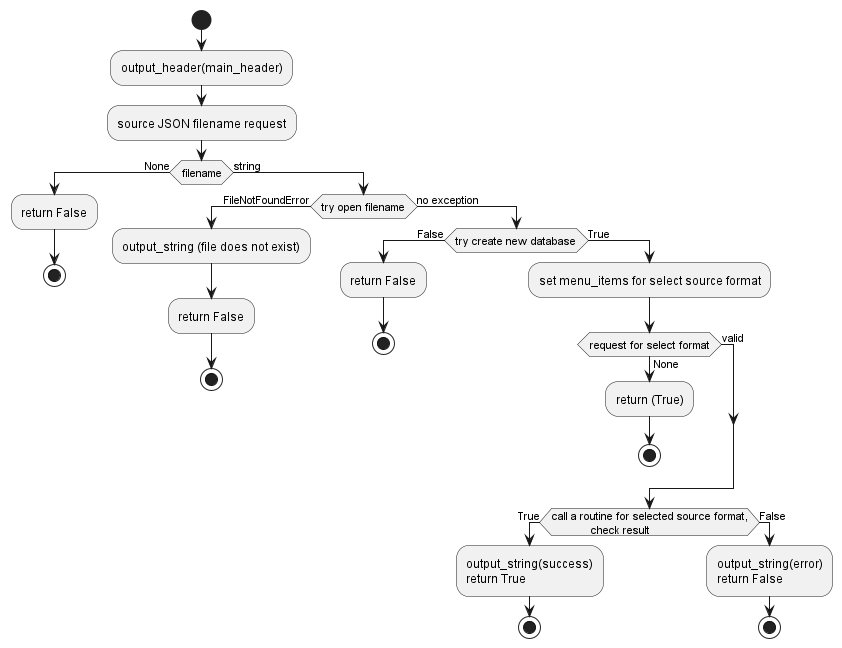 output_header(main_header)
source JSON filename request
None
filename
string
return False
FileNotFoundError
try open filename
no exception
output_string (file does not exist)
return False
False
try create new database
True
return False
set menu_items for select source format
request for select format
valid
None
return (True)
True
call a routine for selected source format,
check result
False
output_string(success)
return True
output_string(error)
return False